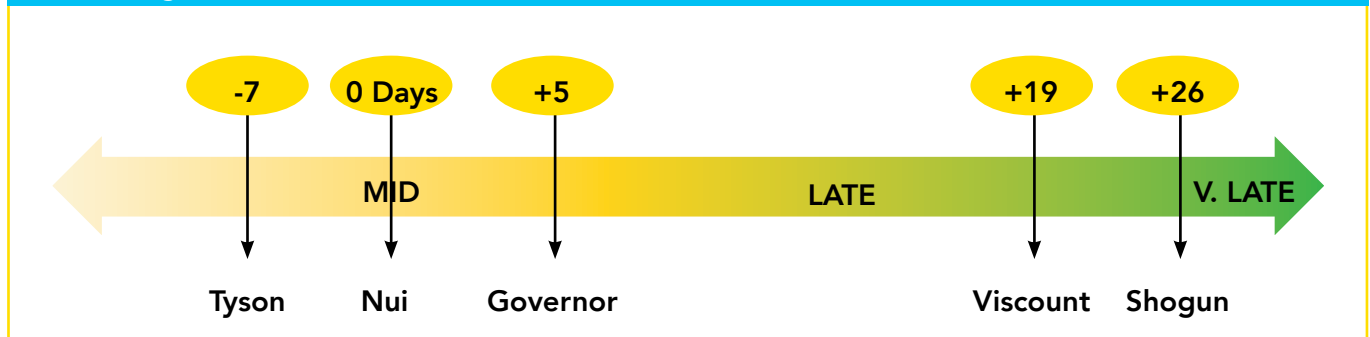 -7
0 Days
+5
+19
+26
MID
LATE
V. LATE
Tyson
Nui
Governor
Viscount
Shogun